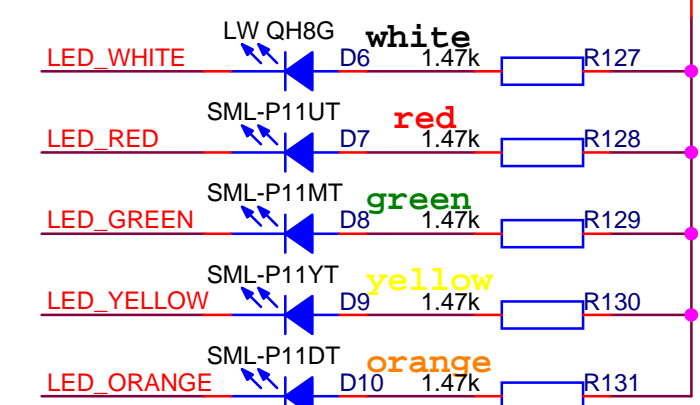 LW QH8G white
LED_WHITE D6 1.47k R127
SML-P11UT red
LED_RED D7 1.47k R128
SML-P11MT green
LED_GREEN D8 1.47k R129
SML-P11YT yellow
LED_YELLOW D9 1.47k R130
SML-P11DT orange
LED_ORANGE D10 1.47k R131